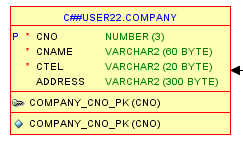 C##USER22.COMPANY
P * CNO NUMBER (3)
* CNAME VARCHAR2 (60 BYTE)
* CTEL VARCHAR2 (20 BYTE)
ADDRESS VARCHAR2 (300 BYTE)
COMPANY_CNO_PK (CNO)
COMPANY_CNO_PK (CNO)